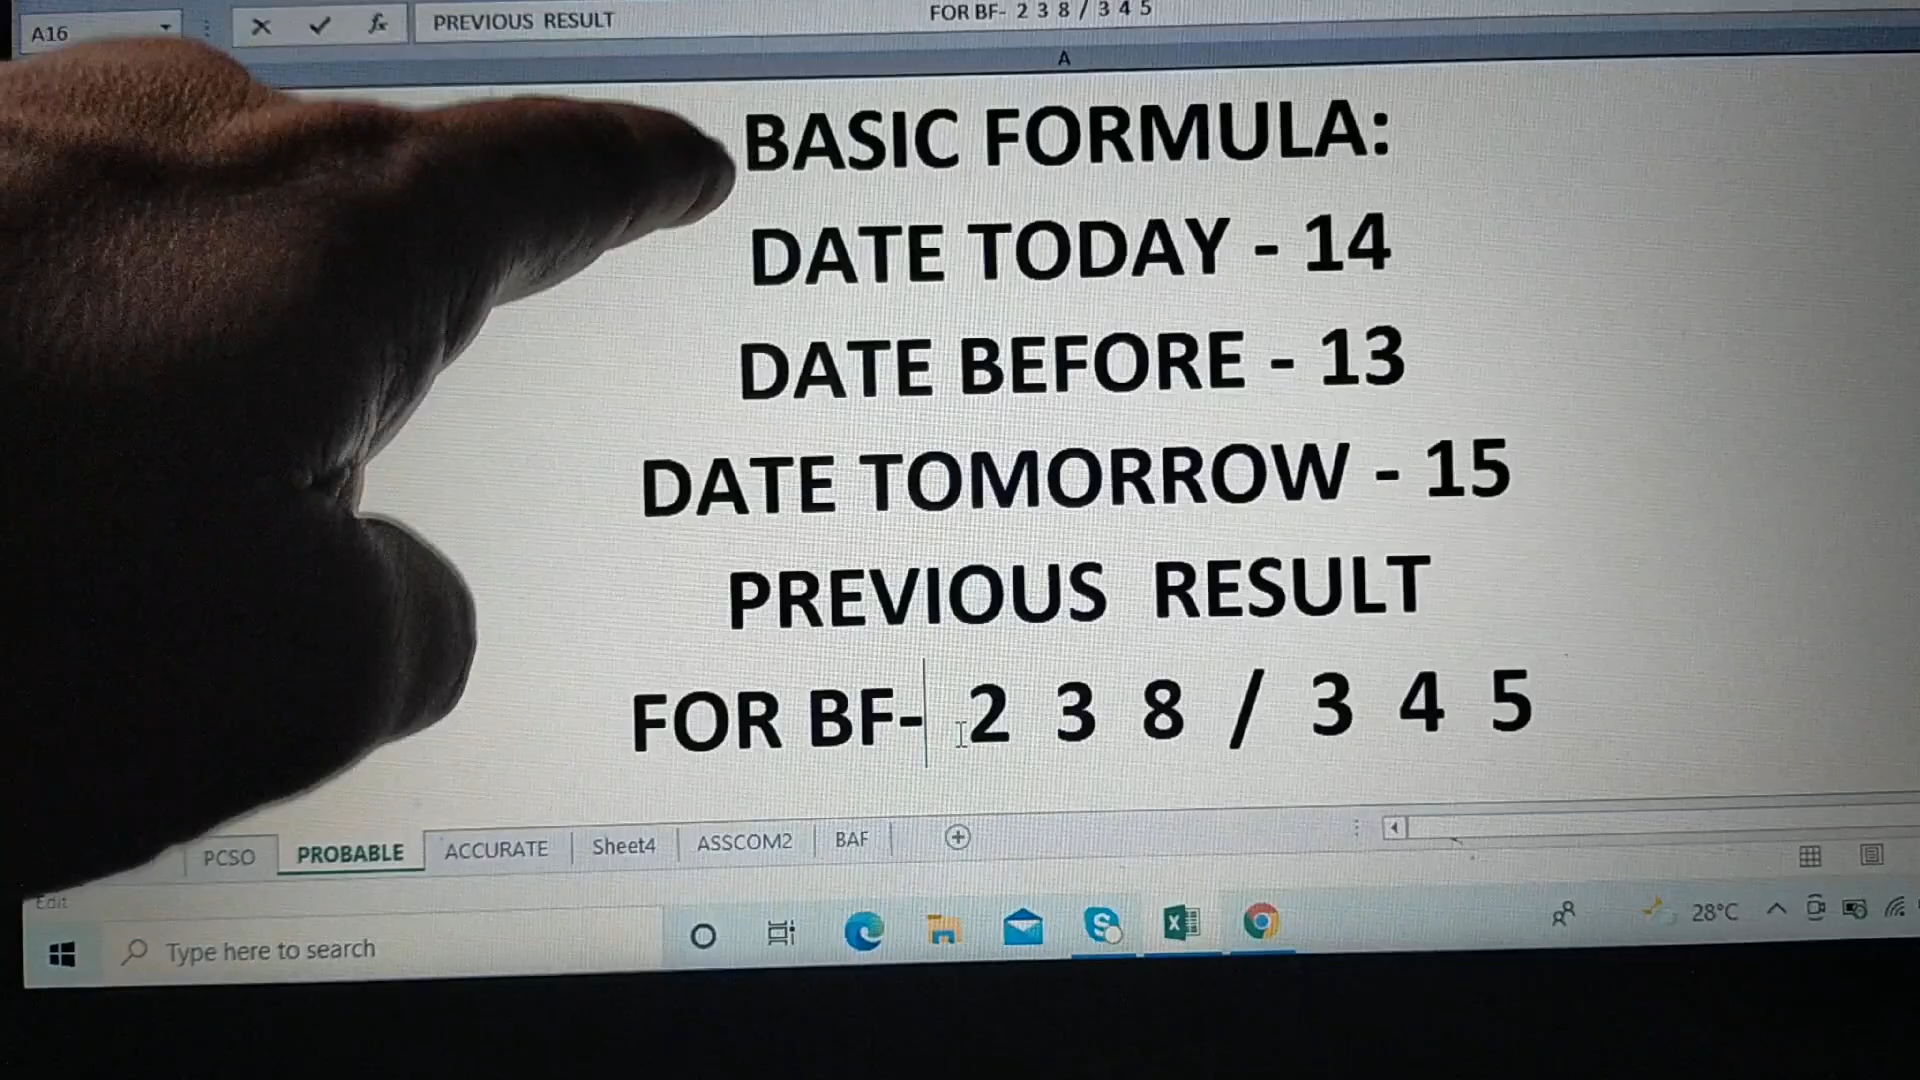 A16
fx
PREVIOUS RESULT
FOR BF- 2 3 8 / 3 4 5
A
BASIC FORMULA:
DATE TODAY - 14
DATE BEFORE - 13
DATE TOMORROW - 15
PREVIOUS RESULT
FOR BF- 2 3 8 / 3 4 5
PCSO PROBABLE ACCURATE Sheet4 ASSCOM2 BAF
Edit
Type here to search
28°C